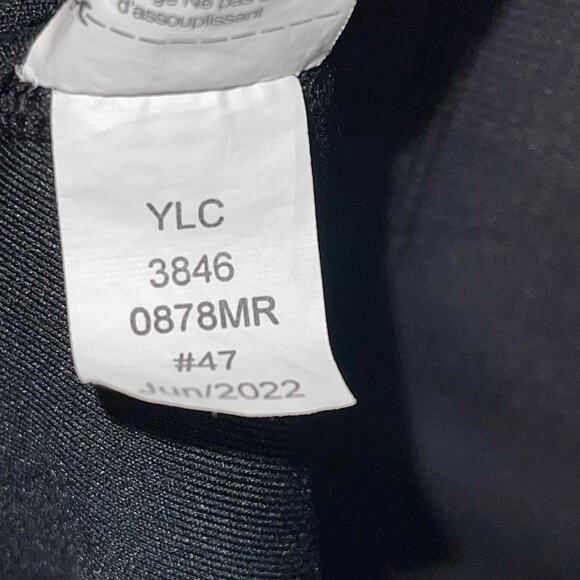 d'assouplissant
YLC
3846
0878MR
#47
Jun/2022